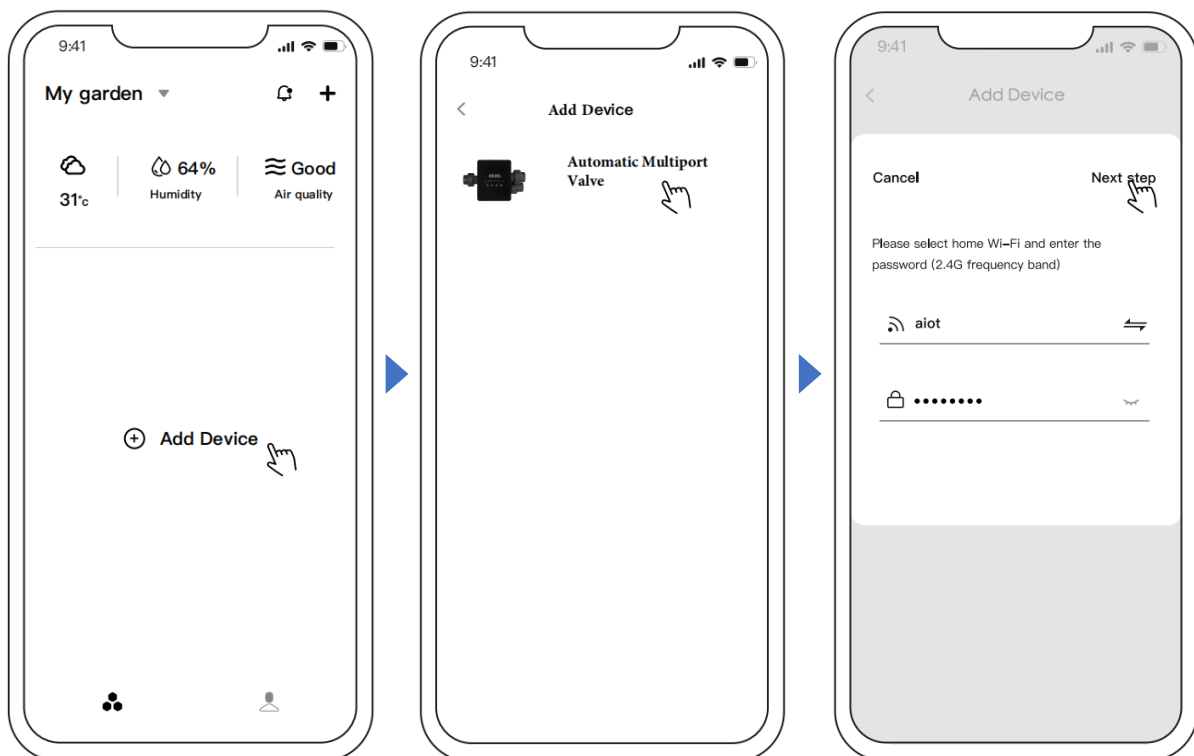 9:41
My garden
31°c
64%
Humidity
Good
Air quality
Add Device
9:41
Add Device
Automatic Multiport
Valve
9:41
Add Device
Cancel
Next step
Please select home Wi-Fi and enter the
password (2.4G frequency band)
aiot